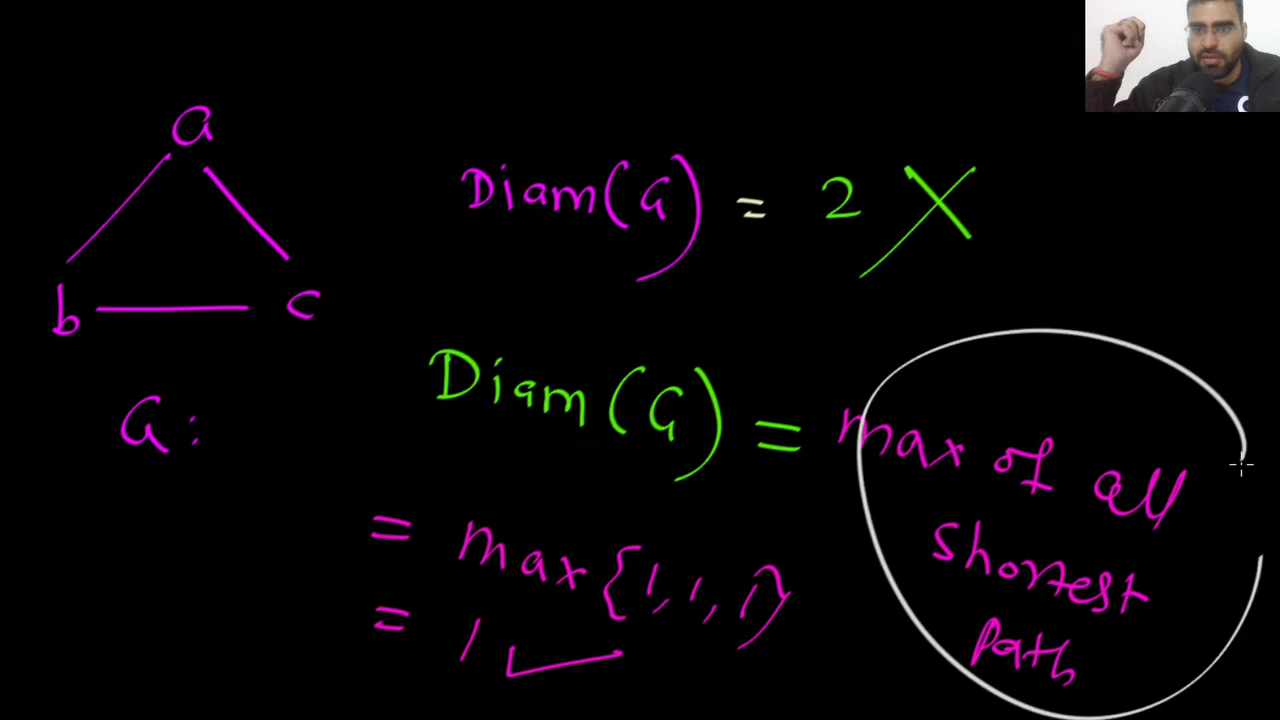 a
b c
G:
Diam(G) = 2
Diam(G) = max of all
shortest
path
= max{1, 1, 1}
= 1